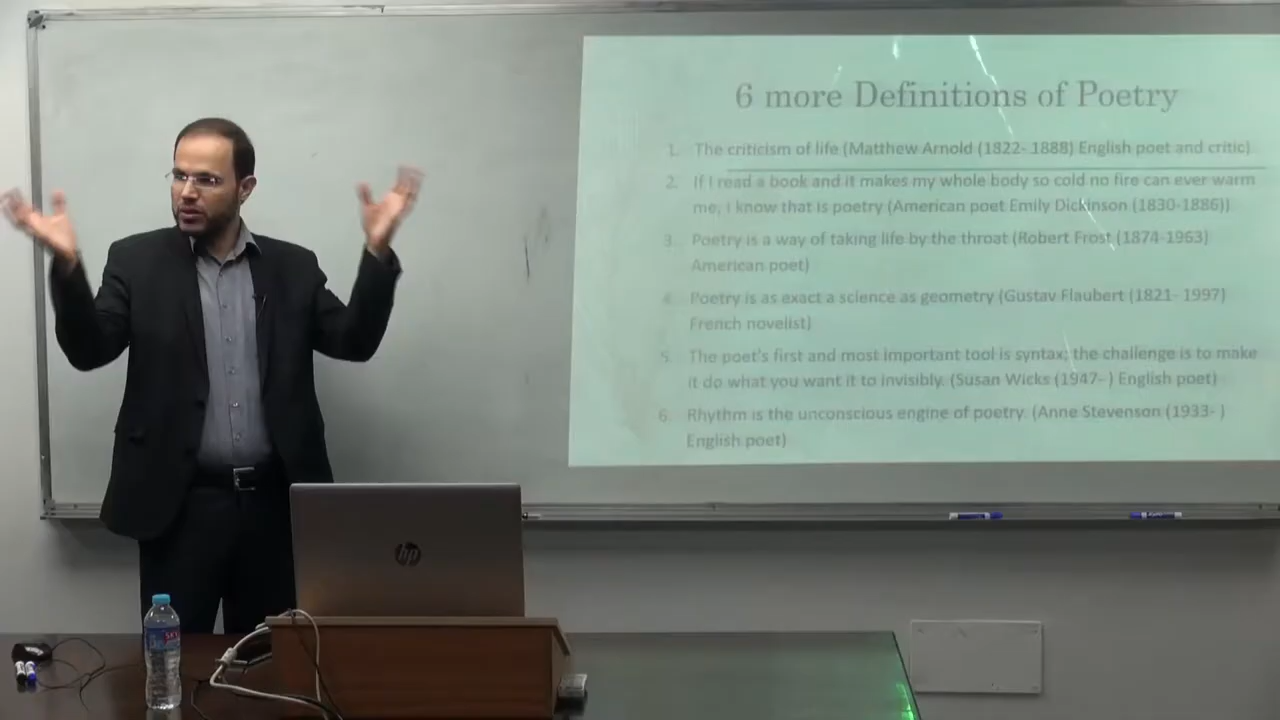 6 more Definitions of Poetry
1. The criticism of life (Matthew Arnold (1822- 1888) English poet and critic)
2. If I read a book and it makes my whole body so cold no fire can ever warm
me, I know that is poetry (American poet Emily Dickinson (1830-1886))
3. Poetry is a way of taking life by the throat (Robert Frost (1874-1963)
American poet)
4. Poetry is as exact a science as geometry (Gustav Flaubert (1821- 1997)
French novelist)
5. The poet's first and most important tool is syntax; the challenge is to make
it do what you want it to invisibly. (Susan Wicks (1947- ) English poet)
6. Rhythm is the unconscious engine of poetry. (Anne Stevenson (1933- )
English poet)
hp
SKY